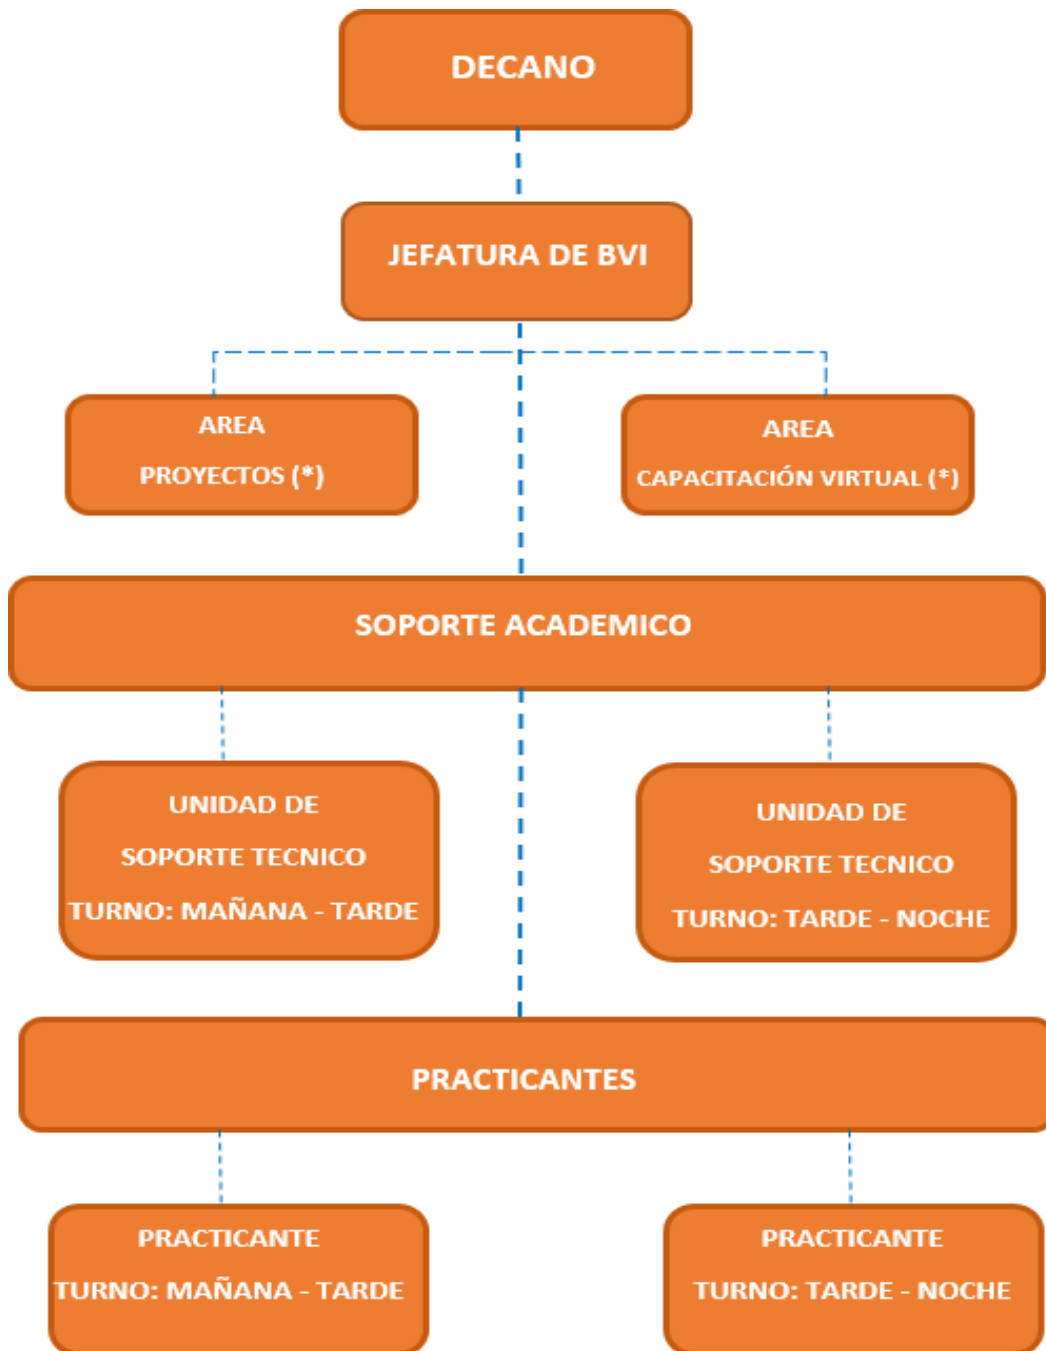 DECANO
JEFATURA DE BVI
AREA
PROYECTOS (*)
AREA
CAPACITACIÓN VIRTUAL (*)
SOPORTE ACADEMICO
UNIDAD DE
SOPORTE TECNICO
TURNO: MAÑANA - TARDE
UNIDAD DE
SOPORTE TECNICO
TURNO: TARDE - NOCHE
PRACTICANTES
PRACTICANTE
TURNO: MAÑANA - TARDE
PRACTICANTE
TURNO: TARDE - NOCHE